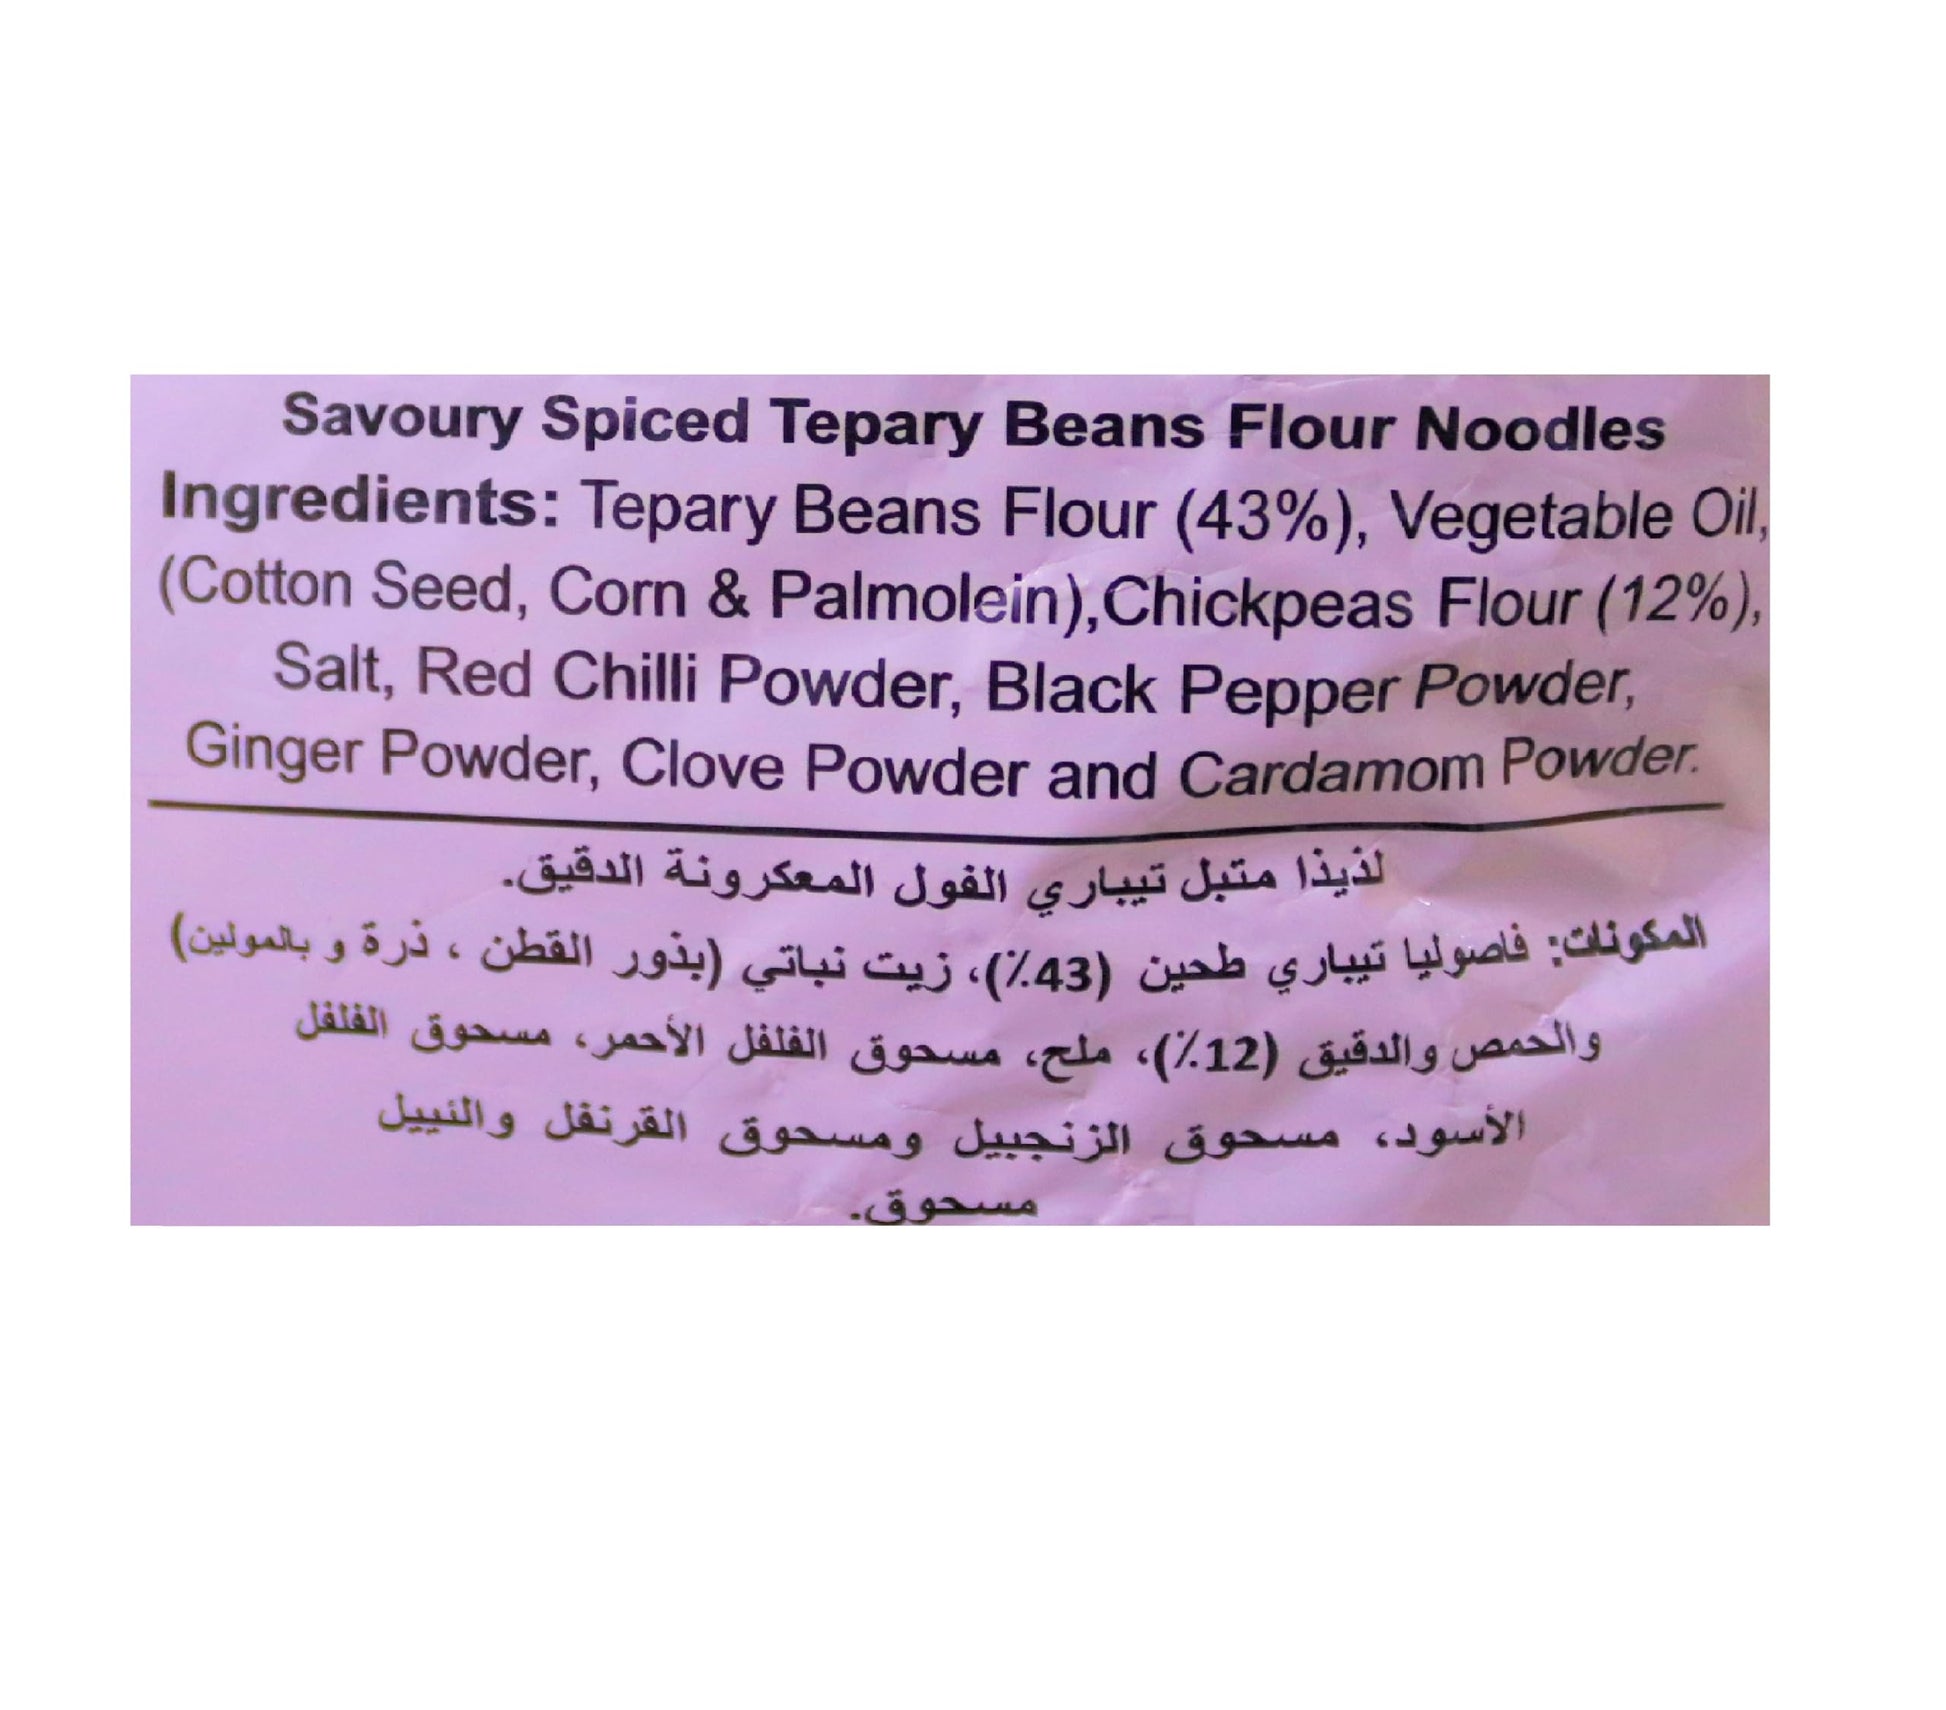 Savoury Spiced Tepary Beans Flour Noodles
Ingredients: Tepary Beans Flour (43%), Vegetable Oil,
(Cotton Seed, Corn & Palmolein),Chickpeas Flour (12%),
Salt, Red Chilli Powder, Black Pepper Powder,
Ginger Powder, Clove Powder and Cardamom Powder.
لذيذا متبل تيباري الفول المعكرونة الدقيق.
المكونات: فاصوليا تيباري طحين (43٪)، زيت نباتي (بذور القطن ، ذرة و بالمولين)
والحمص والدقيق (12٪)، ملح، مسحوق الفلفل الأحمر، مسحوق الفلفل
الأسود، مسحوق الزنجبيل ومسحوق القرنفل والئييل
مسحوق.